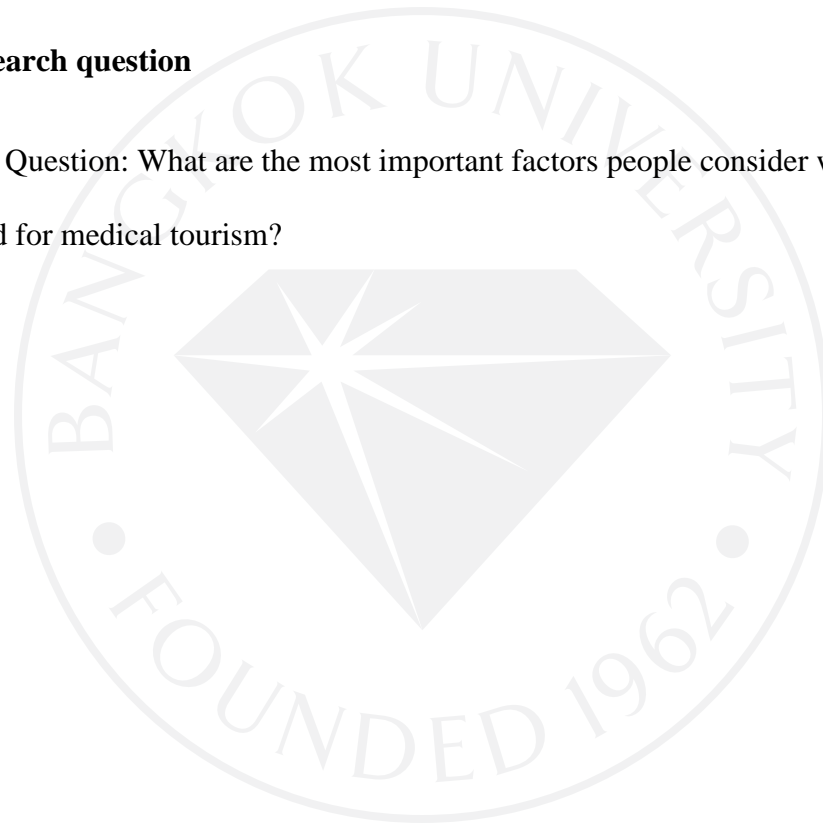 earch question
Question: What are the most important factors people consider w
d for medical tourism?
BANGKOK UNIVERSITY
FOUNDED 1962